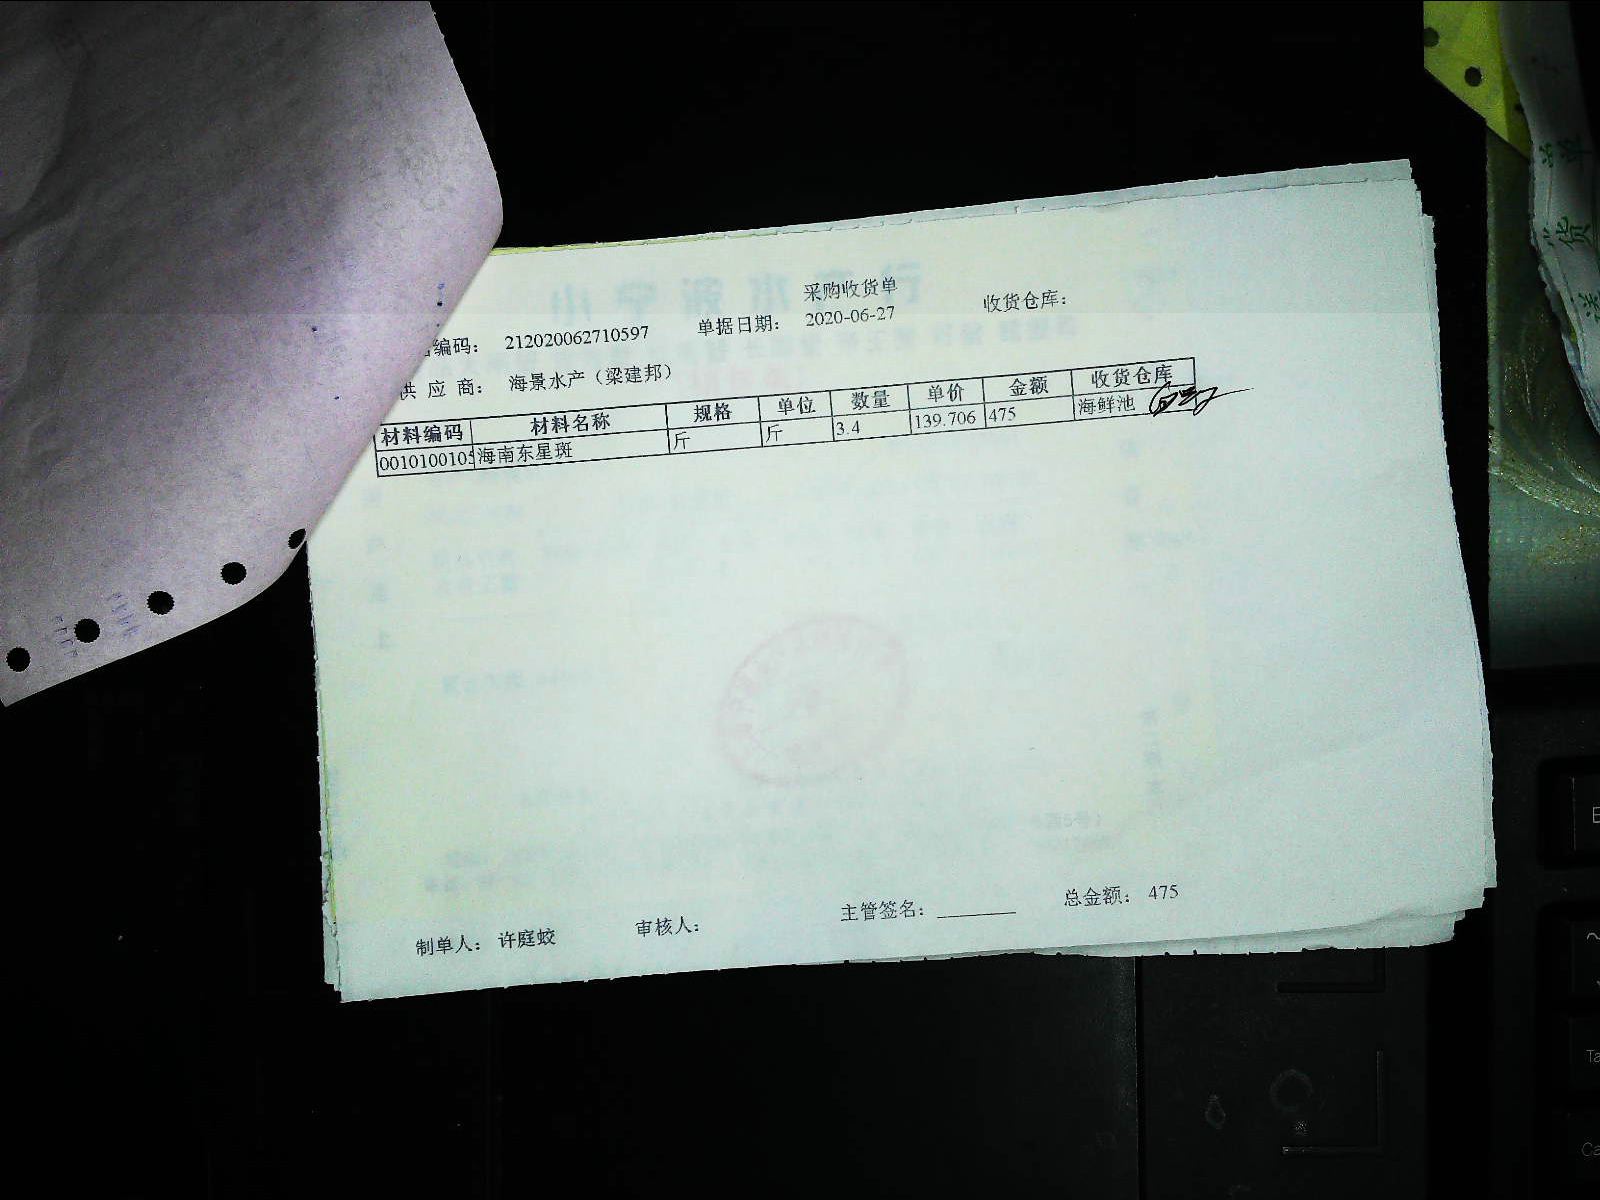 采购收货单
编码： 212020062710597 单据日期： 2020-06-27 收货仓库：
供 应 商： 海景水产（梁建邦）
材料编码 材料名称 规格 单位 数量 单价 金额 收货仓库
0010100105 海南东星斑 斤 斤 3.4 139.706 475 海鲜池
制单人： 许庭蛟 审核人： 主管签名： 总金额： 475